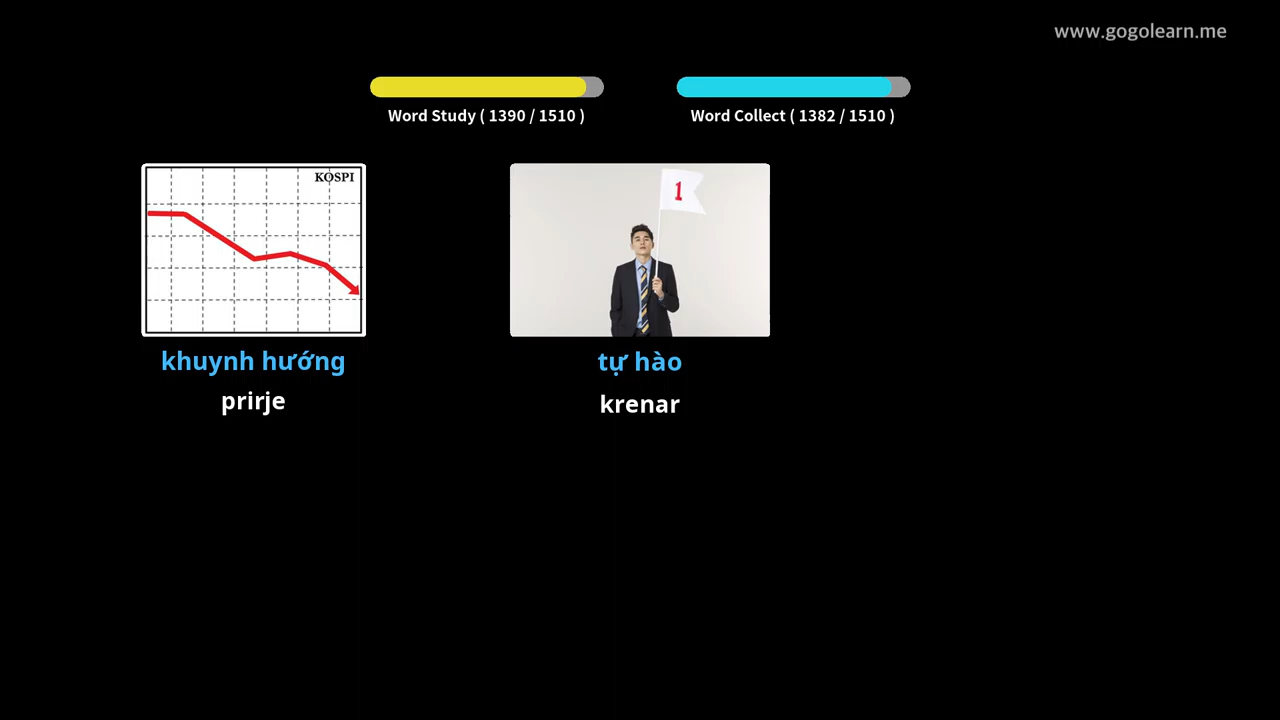 www.gogolearn.me
Word Study ( 1390 / 1510 )
Word Collect ( 1382 / 1510 )
KOSPI
1
khuynh hướng
prirje
tự hào
krenar